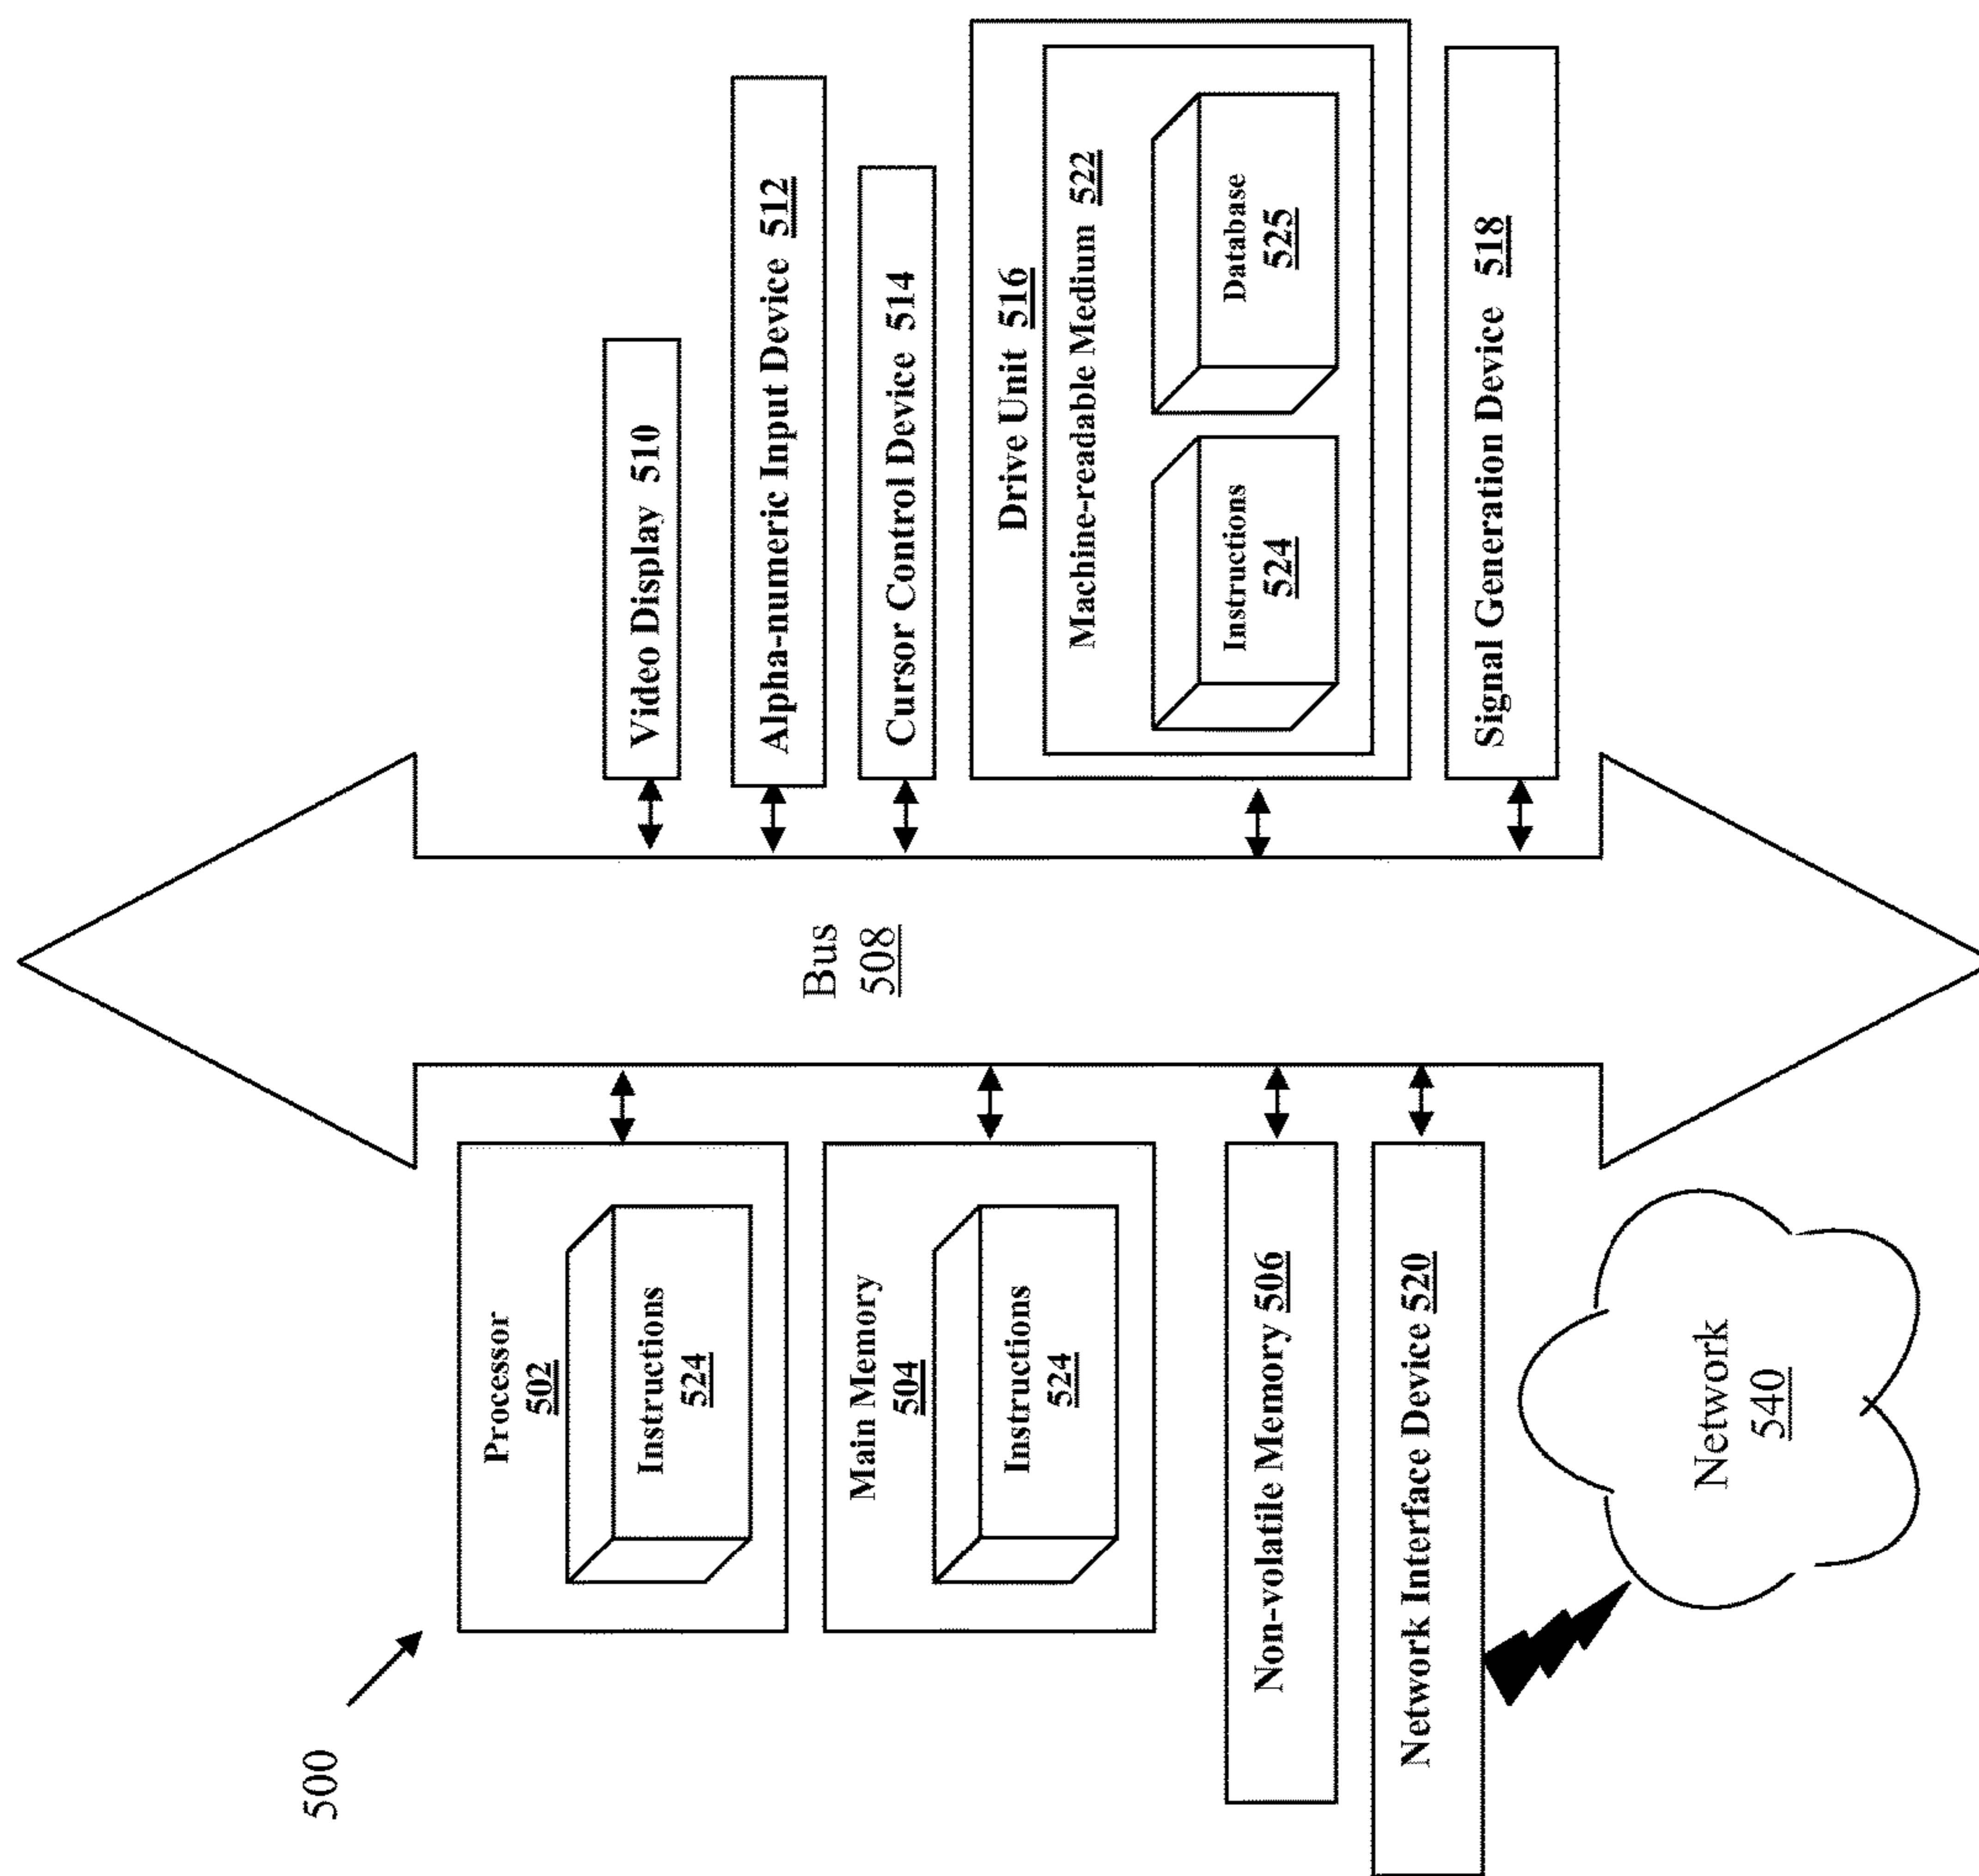 500
Processor
502
Instructions
524
Main Memory
504
Instructions
524
Non-volatile Memory 506
Network Interface Device 520
Network
540
Bus
508
Video Display 510
Alpha-numeric Input Device 512
Cursor Control Device 514
Drive Unit 516
Machine-readable Medium 522
Instructions
524
Database
525
Signal Generation Device 518